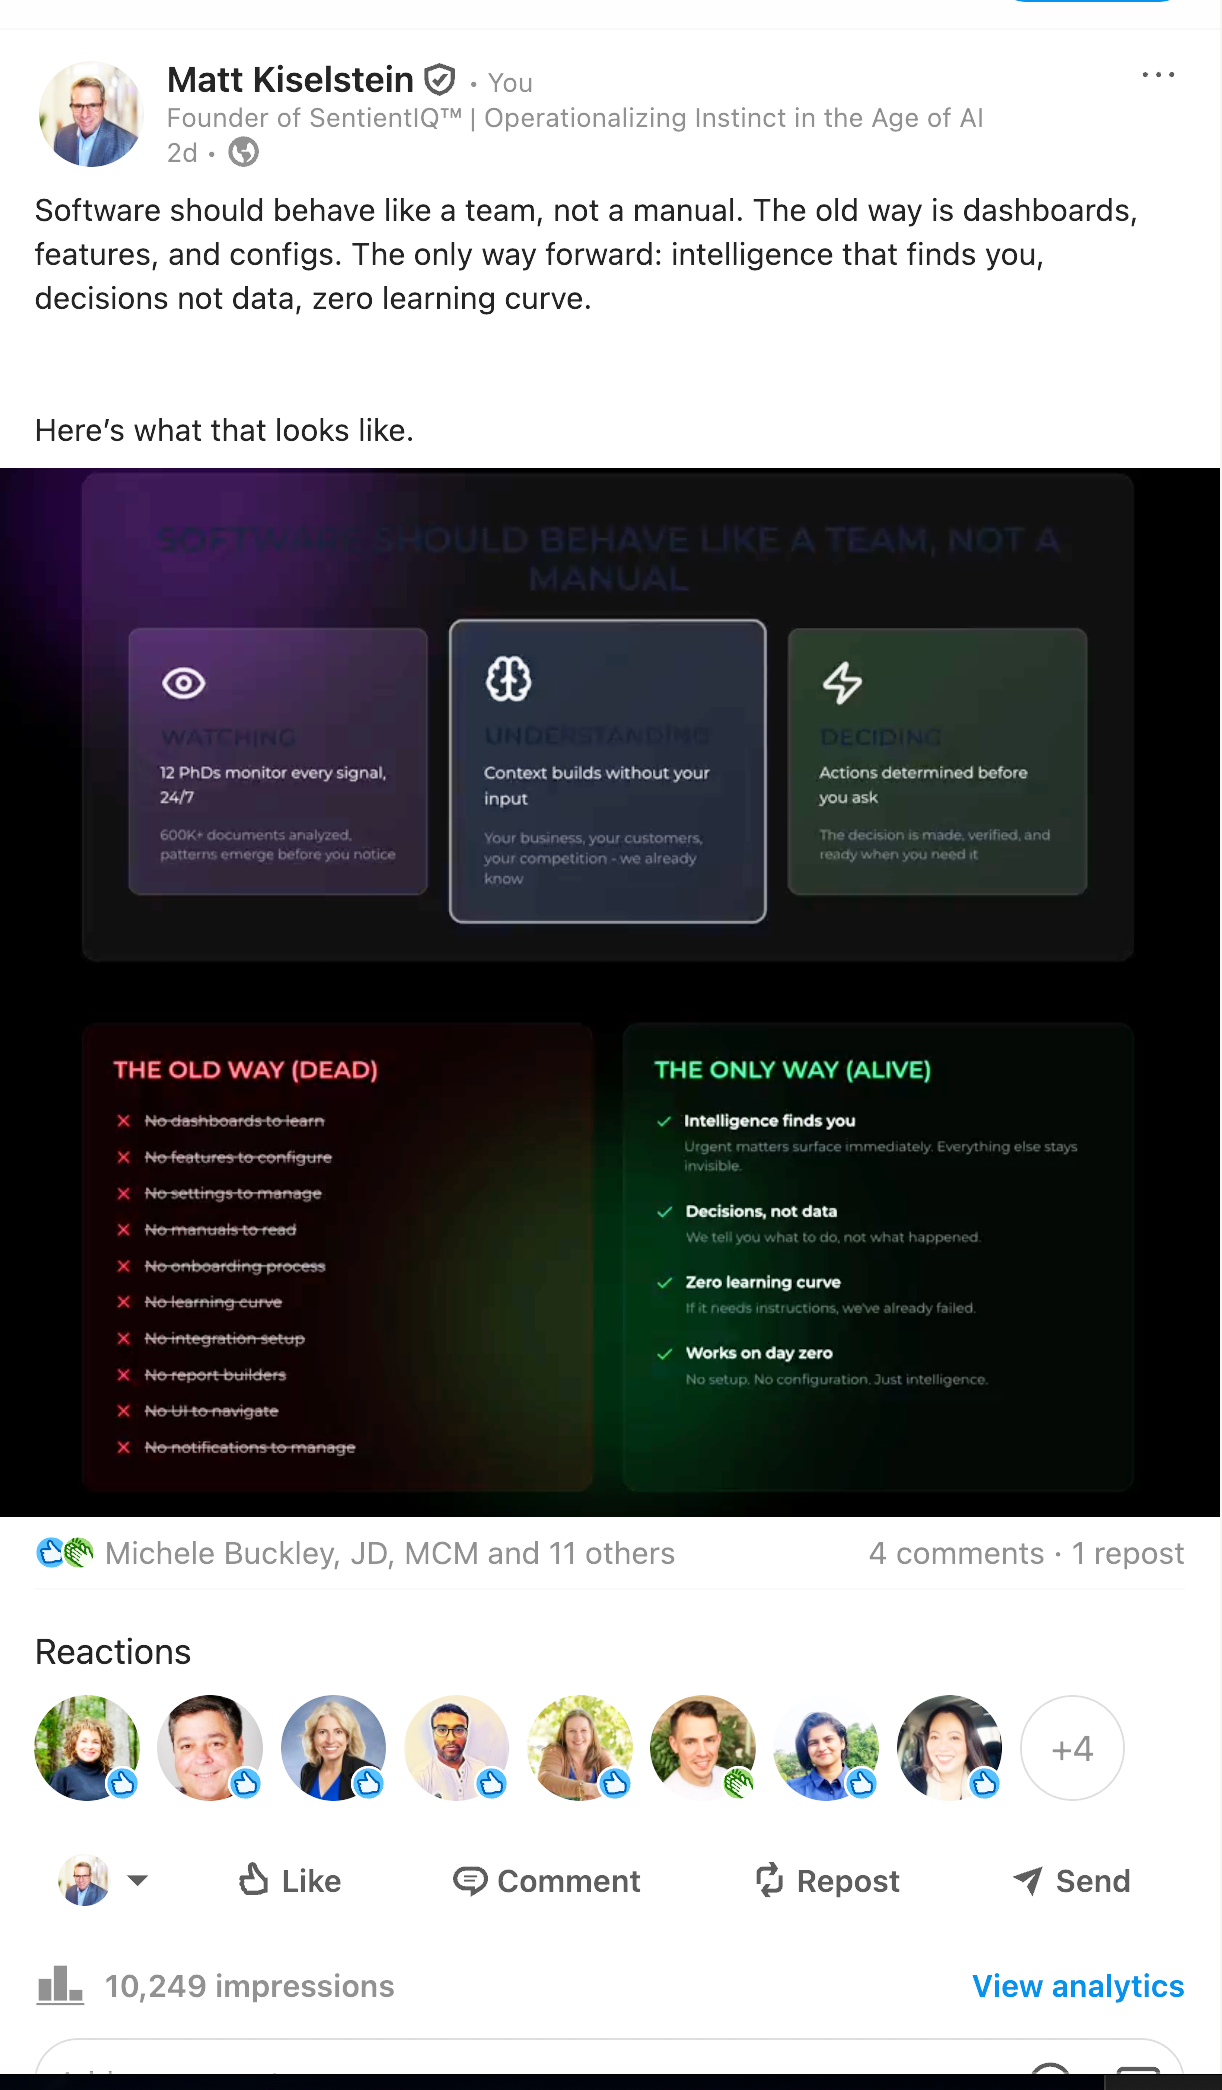 Matt Kiselstein • You
Founder of SentientIQ™ | Operationalizing Instinct in the Age of AI
2d •
Software should behave like a team, not a manual. The old way is dashboards,
features, and configs. The only way forward: intelligence that finds you,
decisions not data, zero learning curve.
Here’s what that looks like.
SOFTWARE SHOULD BEHAVE LIKE A TEAM, NOT A
MANUAL
WATCHING
12 PhDs monitor every signal,
24/7
600K+ documents analyzed,
patterns emerge before you notice
UNDERSTANDING
Context builds without your
input
Your business, your customers,
your competition - we already
know
DECIDING
Actions determined before
you ask
The decision is made, verified, and
ready when you need it
THE OLD WAY (DEAD)
No dashboards to learn
No features to configure
No settings to manage
No manuals to read
No onboarding process
No learning curve
No integration setup
No report builders
No UI to navigate
No notifications to manage
THE ONLY WAY (ALIVE)
Intelligence finds you
Urgent matters surface immediately. Everything else stays
invisible.
Decisions, not data
We tell you what to do, not what happened.
Zero learning curve
If it needs instructions, we've already failed.
Works on day zero
No setup. No configuration. Just intelligence.
Michele Buckley, JD, MCM and 11 others
4 comments · 1 repost
Reactions
+4
Like
Comment
Repost
Send
10,249 impressions
View analytics